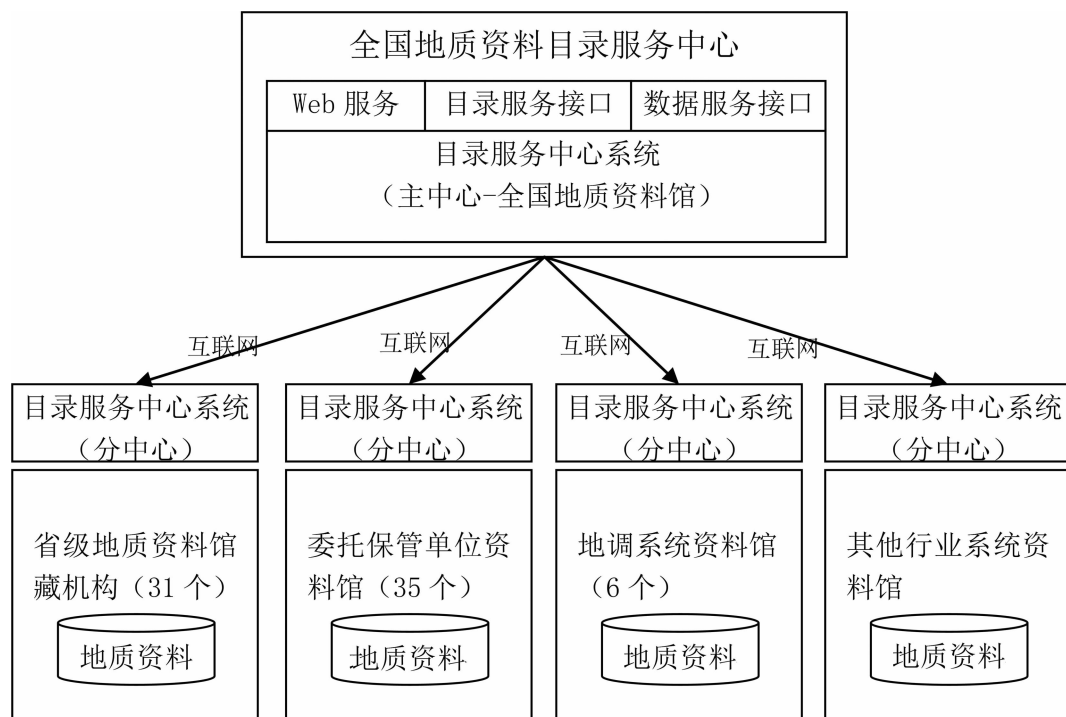 全国地质资料目录服务中心
Web 服务
目录服务接口
数据服务接口
目录服务中心系统
（主中心-全国地质资料馆）
互联网
互联网
互联网
互联网
目录服务中心系统
（分中心）
目录服务中心系统
（分中心）
目录服务中心系统
（分中心）
目录服务中心系统
（分中心）
省级地质资料馆
藏机构（31 个）
地质资料
委托保管单位资
料馆（35 个）
地质资料
地调系统资料馆
（6 个）
地质资料
其他行业系统资
料馆
地质资料